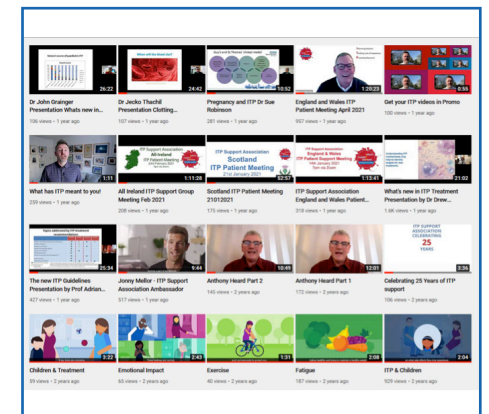 26:22
24:42
10:52
1:20:23
0:55
Dr John Grainger
Presentation Whats new in...
106 views • 1 year ago
Dr Jecko Thachil
Presentation Clotting...
107 views • 1 year ago
Pregnancy and ITP Dr Sue
Robinson
281 views • 1 year ago
England and Wales ITP
Patient Meeting April 2021
957 views • 1 year ago
Get your ITP videos in Promo
100 views • 1 year ago
1:11
ITP Support Association
All-Ireland
ITP Patient Meeting
1:11:28
ITP Support Association
Scotland
ITP Patient Meeting
21st January 2021
52:57
ITP Support Association
England & Wales
ITP Patient Support Meeting
1:13:41
21:02
What has ITP meant to you!
259 views • 1 year ago
All Ireland ITP Support Group
Meeting Feb 2021
208 views • 1 year ago
Scotland ITP Patient Meeting
21012021
175 views • 1 year ago
ITP Support Association
England and Wales Patient...
318 views • 1 year ago
What's new in ITP Treatment
Presentation by Dr Drew...
1.6K views • 1 year ago
25:34
9:44
10:49
12:01
ITP SUPPORT
ASSOCIATION
CELEBRATING
25
YEARS
3:36
The new ITP Guidelines
Presentation by Prof Adrian...
427 views • 1 year ago
Jonny Mellor - ITP Support
Association Ambassador
517 views • 1 year ago
Anthony Heard Part 2
145 views • 2 years ago
Anthony Heard Part 1
172 views • 2 years ago
Celebrating 25 Years of ITP
support
106 views • 2 years ago
3:22
2:43
1:31
2:08
2:04
Children & Treatment
59 views • 2 years ago
Emotional Impact
65 views • 2 years ago
Exercise
40 views • 2 years ago
Fatigue
187 views • 2 years ago
ITP & Children
929 views • 2 years ago